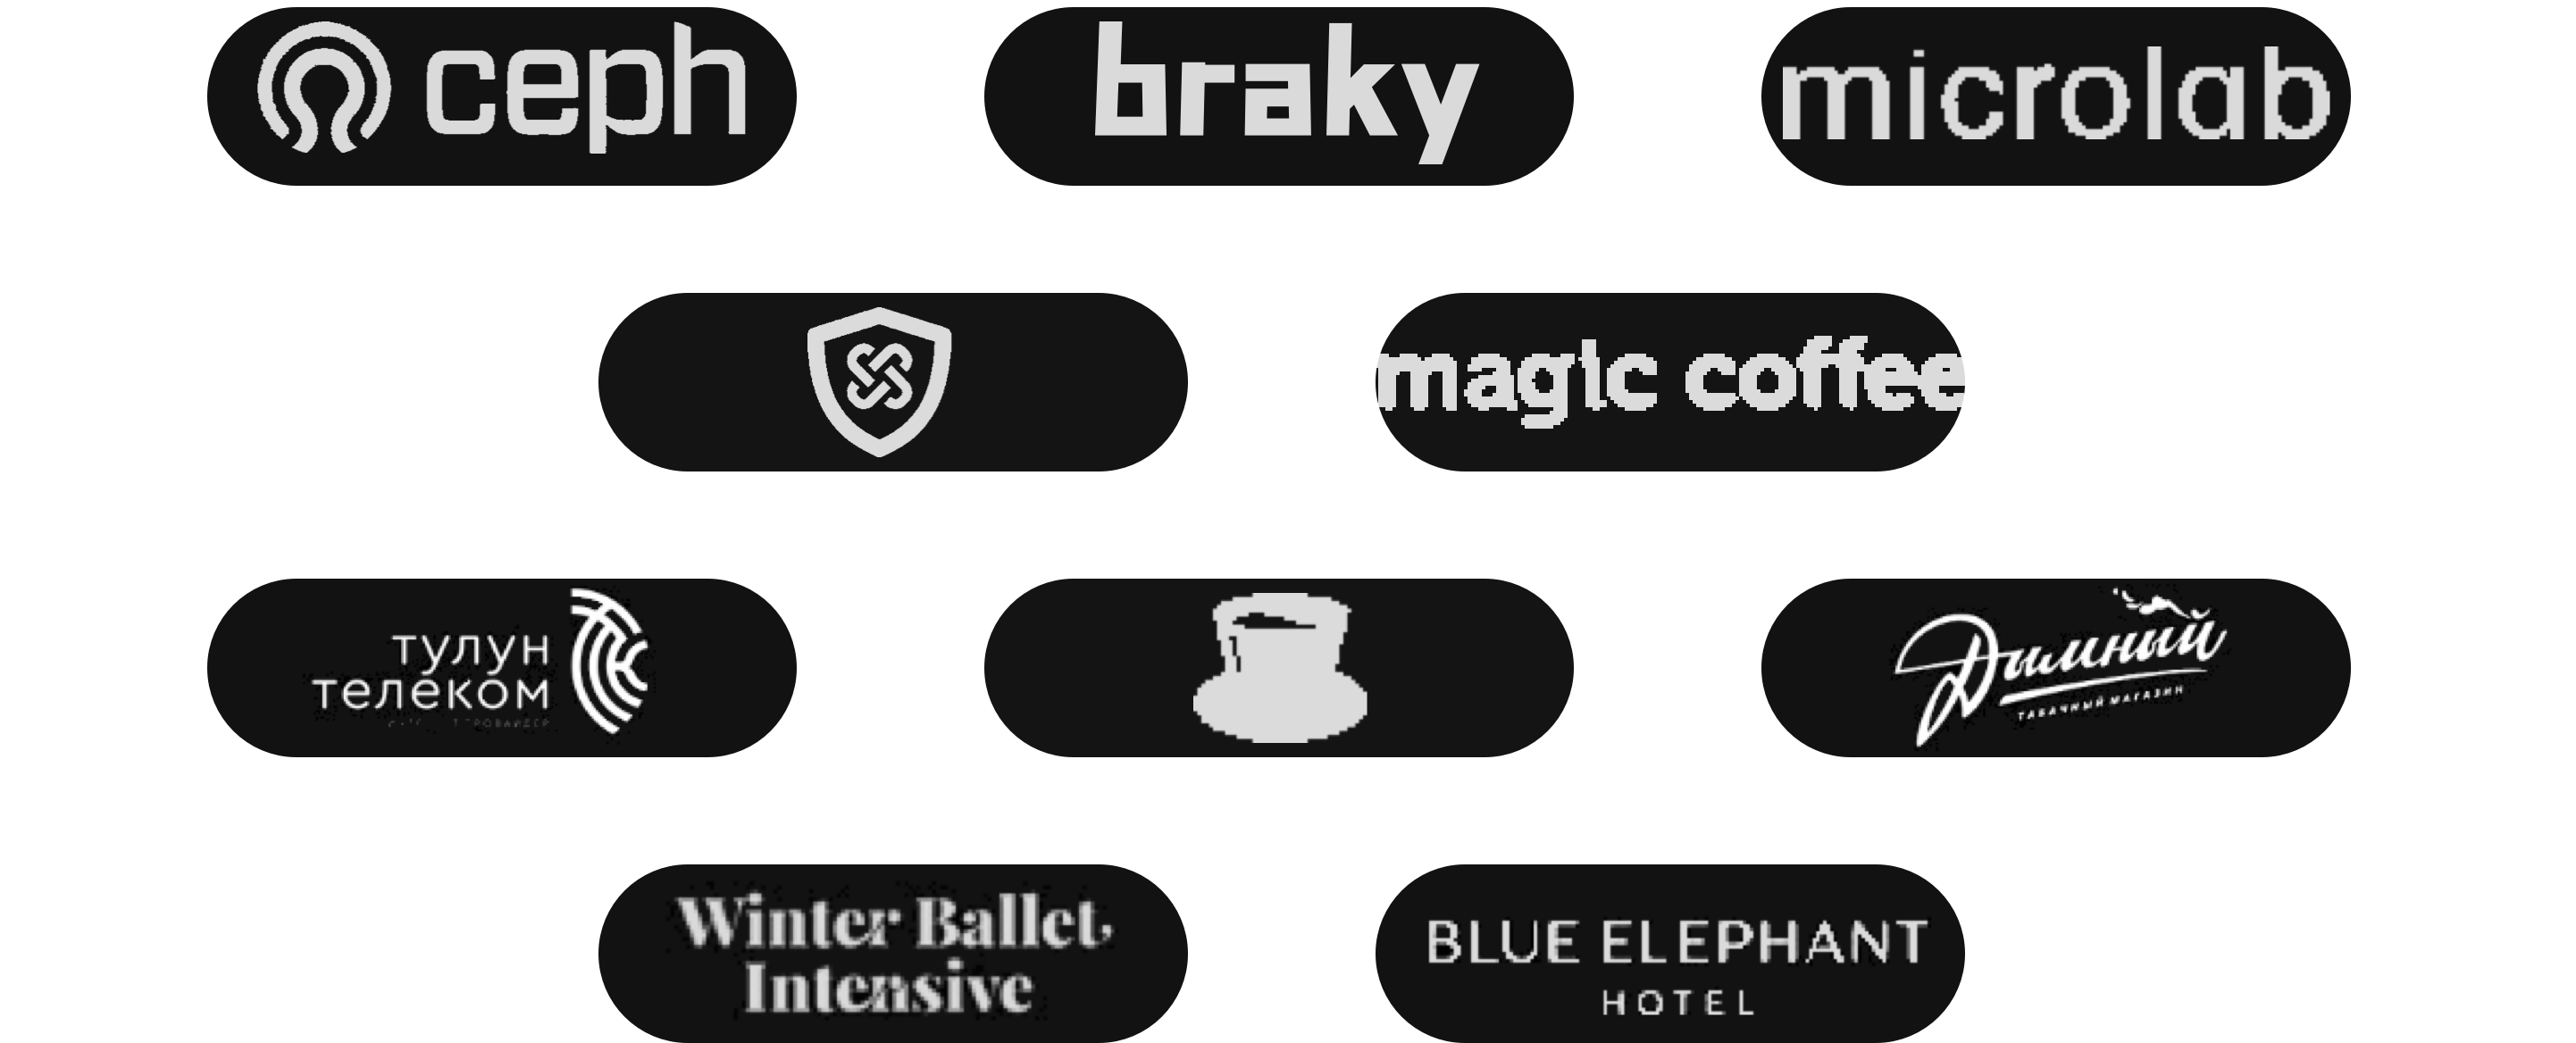 ceph
braky
microlab
magic coffee
тулун
телеком
Дымный
ТАБАЧНЫЙ МАГАЗИН
Winter Ballet
Intensive
BLUE ELEPHANT
HOTEL